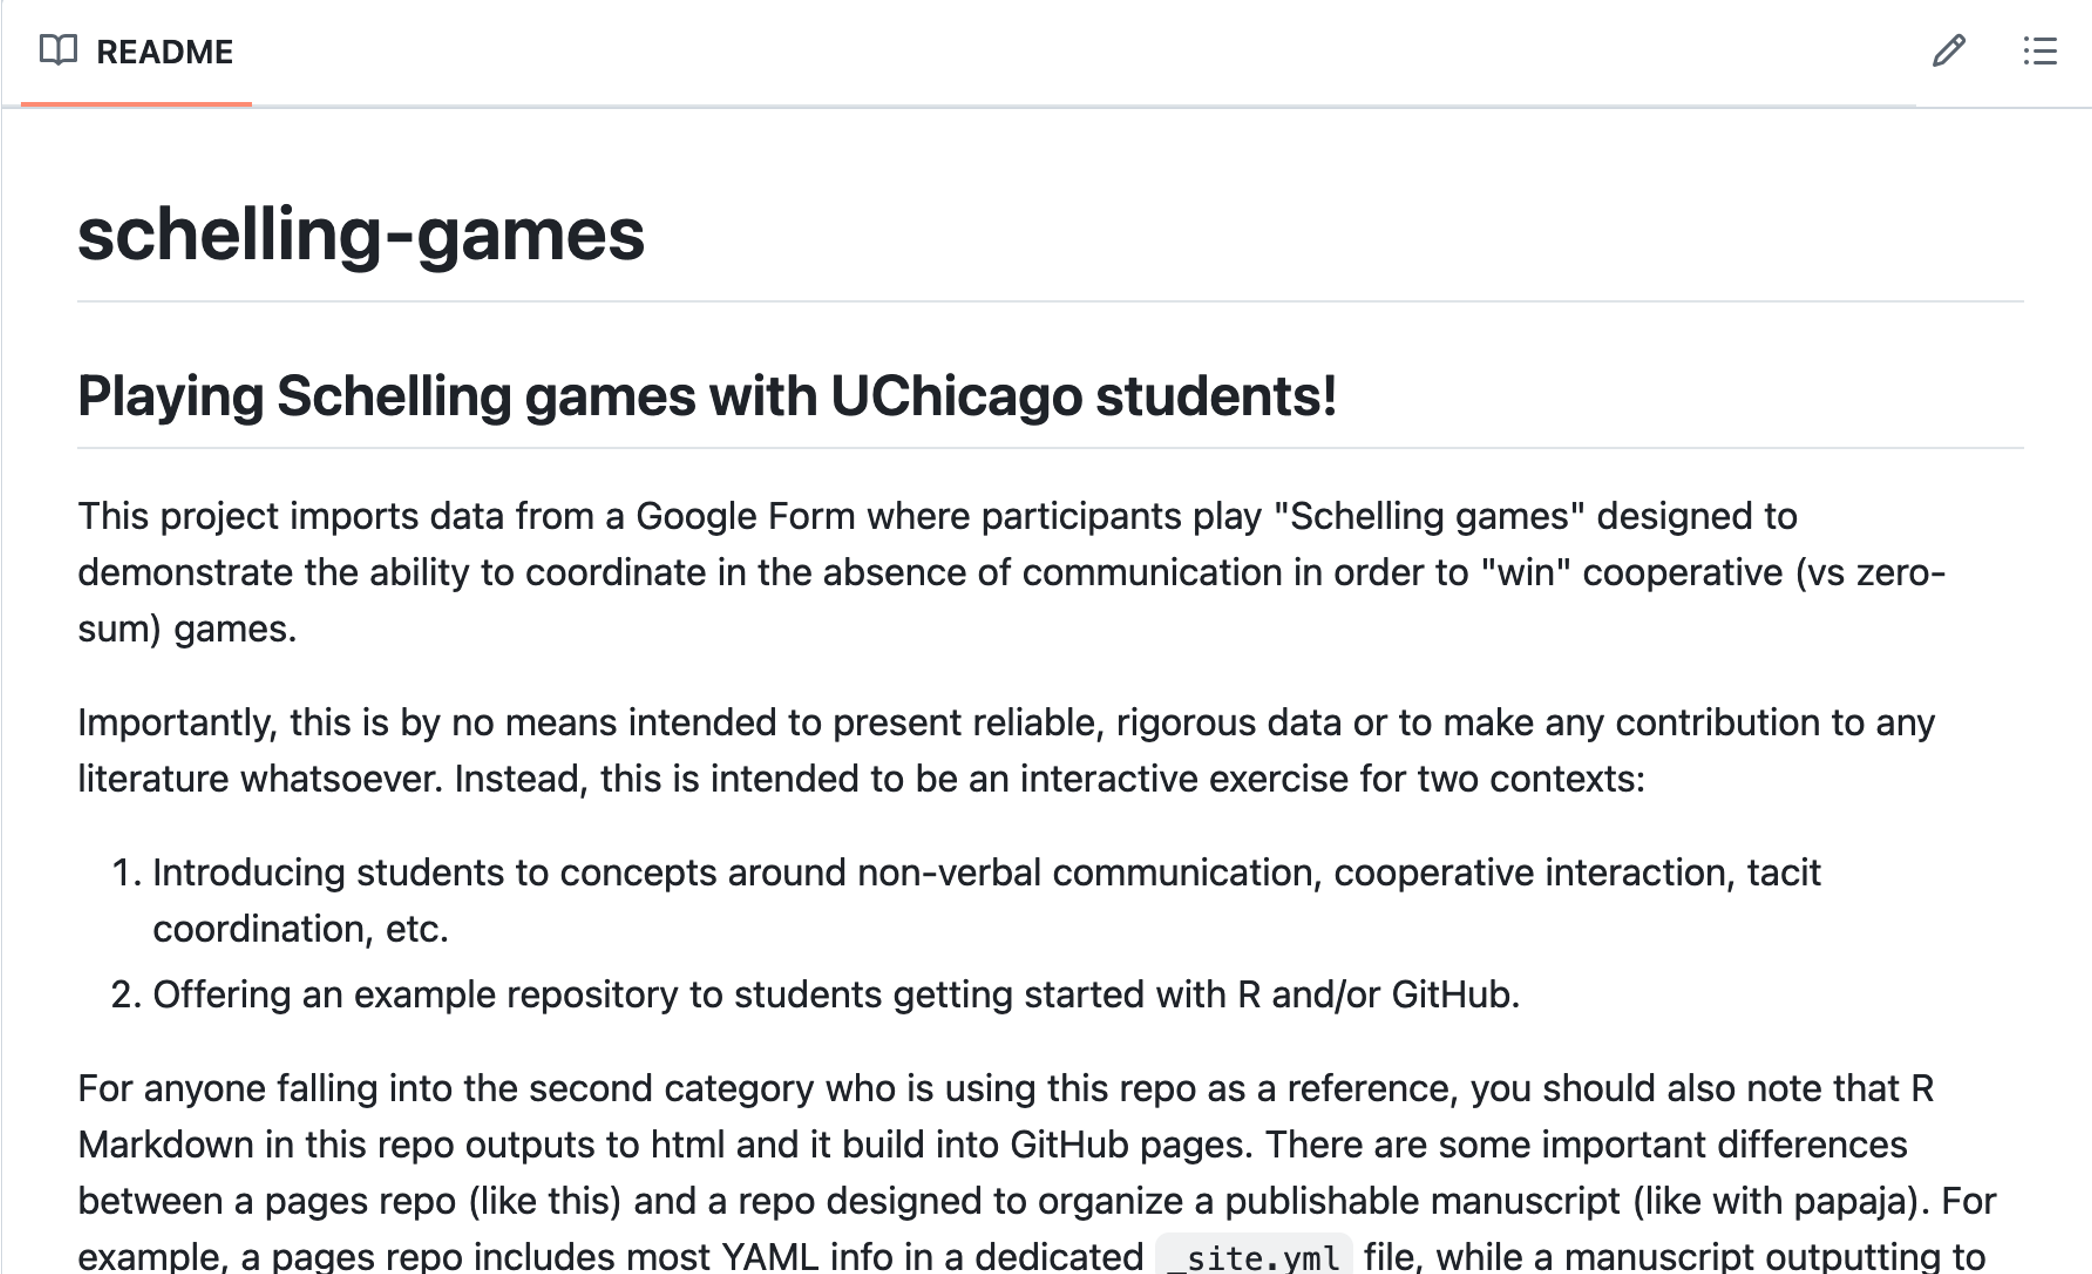 README
schelling-games
Playing Schelling games with UChicago students!
This project imports data from a Google Form where participants play "Schelling games" designed to
demonstrate the ability to coordinate in the absence of communication in order to "win" cooperative (vs zero-
sum) games.
Importantly, this is by no means intended to present reliable, rigorous data or to make any contribution to any
literature whatsoever. Instead, this is intended to be an interactive exercise for two contexts:
1. Introducing students to concepts around non-verbal communication, cooperative interaction, tacit
coordination, etc.
2. Offering an example repository to students getting started with R and/or GitHub.
For anyone falling into the second category who is using this repo as a reference, you should also note that R
Markdown in this repo outputs to html and it build into GitHub pages. There are some important differences
between a pages repo (like this) and a repo designed to organize a publishable manuscript (like with papaja). For
example, a pages repo includes most YAML info in a dedicated _site.yml file, while a manuscript outputting to